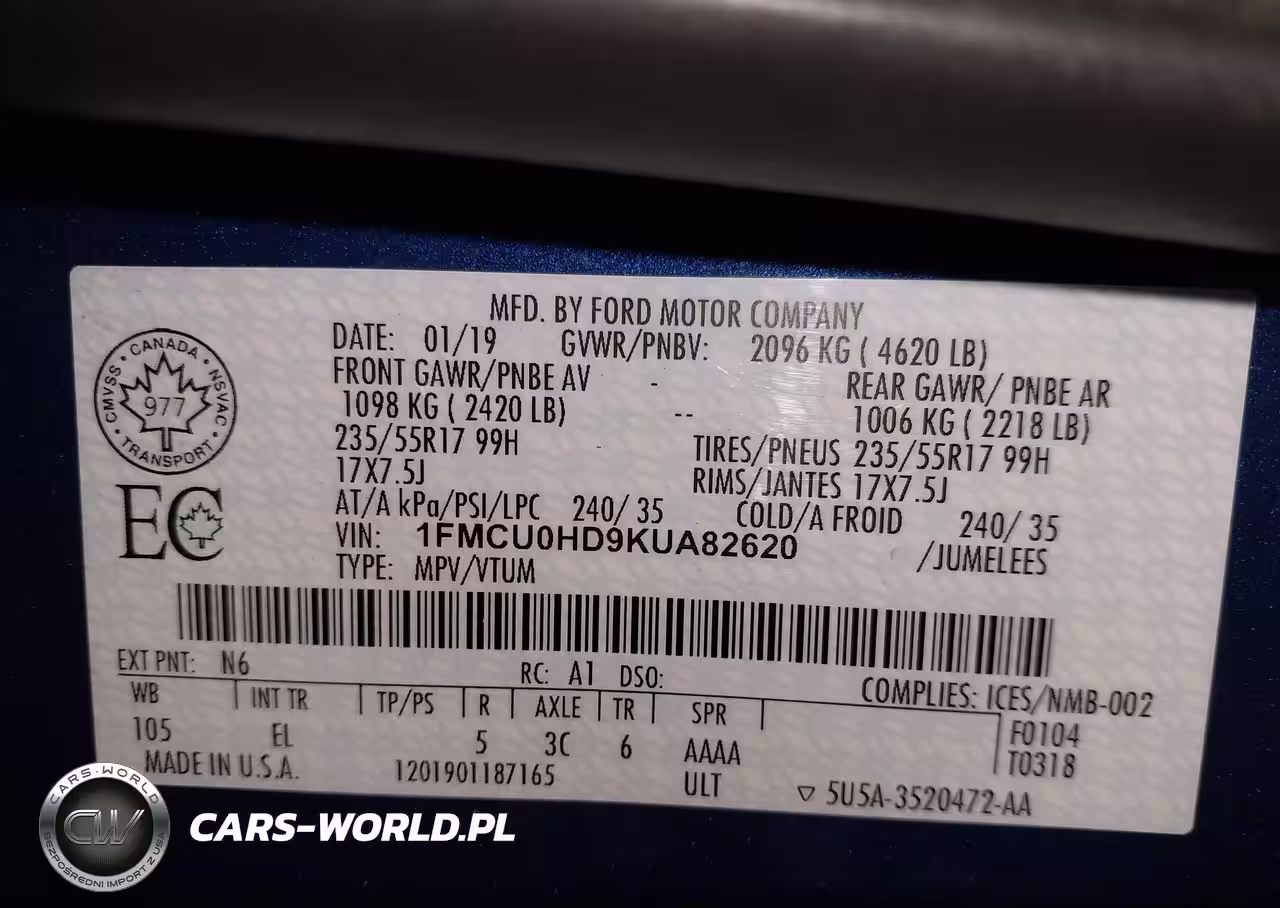 MFD. BY FORD MOTOR COMPANY
DATE: 01/19 GVWR/PNBV: 2096 KG ( 4620 LB)
FRONT GAWR/PNBE AV - REAR GAWR/ PNBE AR
1098 KG ( 2420 LB) -- 1006 KG ( 2218 LB)
235/55R17 99H - TIRES/PNEUS 235/55R17 99H
17X7.5J RIMS/JANTES 17X7.5J
AT/A kPa/PSI/LPC 240/ 35 COLD/A FROID 240/ 35
VIN: 1FMCU0HD9KUA82620 /JUMELEES
TYPE: MPV/VTUM
CANADA
CMVSS • NSVAC
977
TRANSPORT
EC
EXT PNT: N6 RC: A1 DSO:
COMPLIES: ICES/NMB-002
WB INT TR TP/PS R AXLE TR SPR
105 EL 5 3C 6 AAAA
F0104
T0318
MADE IN U.S.A. 1201901187165 ULT ▽ 5U5A-3520472-AA
CARS-WORLD
CW
BEZPOŚREDNI IMPORT Z USA
CARS-WORLD.PL